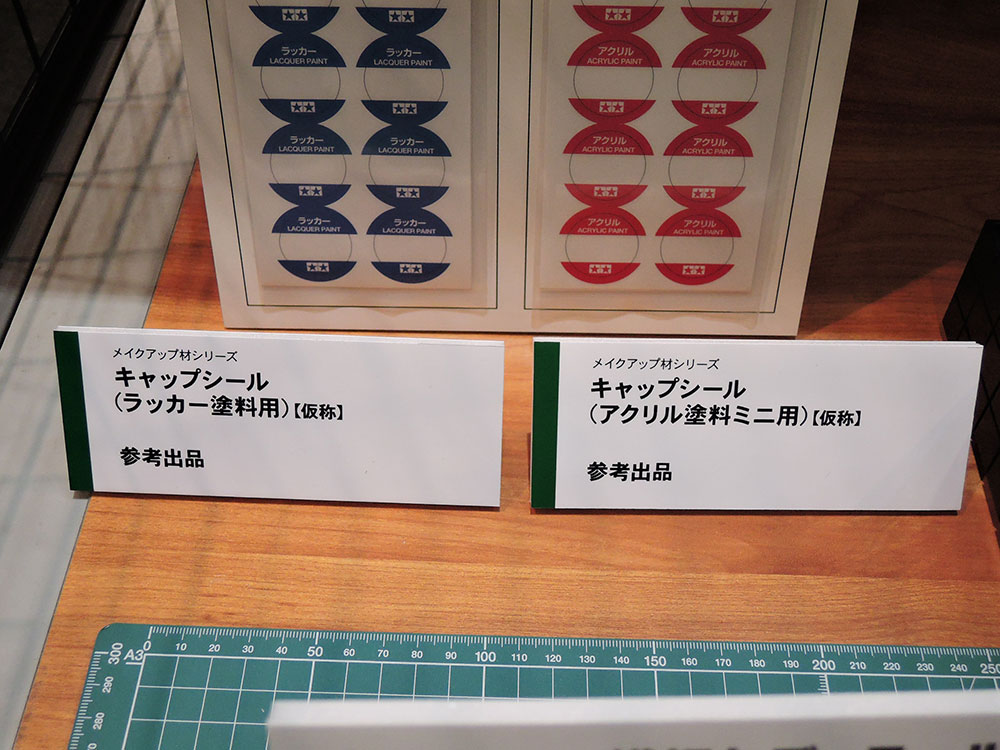 ラッカー
LACQUER PAINT
ラッカー
LACQUER PAINT
アクリル
ACRYLIC PAINT
アクリル
ACRYLIC PAINT
ラッカー
LACQUER PAINT
ラッカー
LACQUER PAINT
アクリル
ACRYLIC PAINT
アクリル
ACRYLIC PAINT
ラッカー
LACQUER PAINT
ラッカー
LACQUER PAINT
アクリル
ACRYLIC PAINT
アクリル
ACRYLIC PAINT
メイクアップ材シリーズ
キャップシール
(ラッカー塗料用)【仮称】
参考出品
メイクアップ材シリーズ
キャップシール
(アクリル塗料ミニ用)【仮称】
参考出品
A3
0 10 20 30 40 50 60 70 80 90 100 110 120 130 140 150 160 170 180 190 200 210 220 230 240 250
300
290
280
270